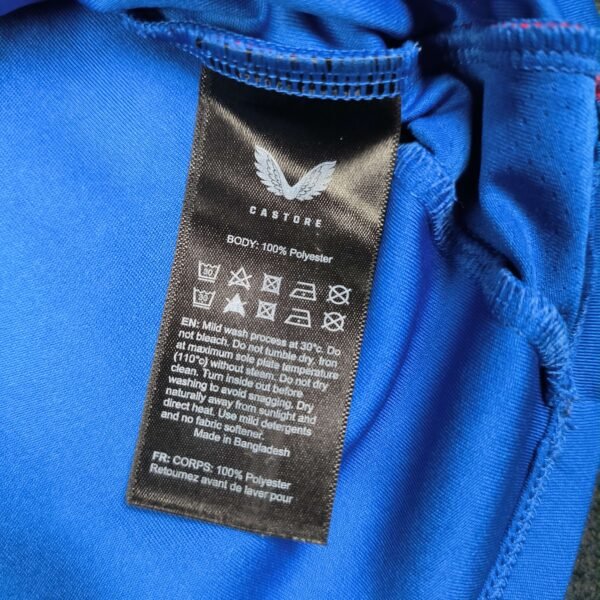 CASTORE
BODY: 100% Polyester
30
30
EN: Mild wash process at 30°c. Do
not bleach. Do not tumble dry. Iron
at maximum sole plate temperature
(110°c) without steam. Do not dry
clean. Turn inside out before
washing to avoid snagging. Dry
naturally away from sunlight and
direct heat. Use mild detergents
and no fabric softener.
Made in Bangladesh
FR: CORPS: 100% Polyester
Retournez avant de laver pour